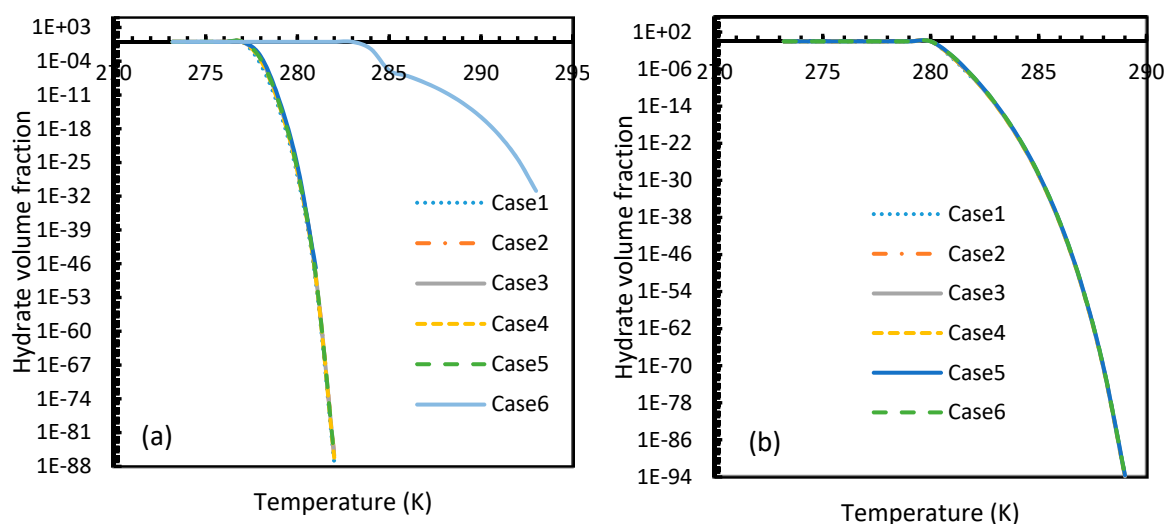 1E+03
1E-04
1E-11
1E-18
1E-25
1E-32
1E-39
1E-46
1E-53
1E-60
1E-67
1E-74
1E-81
1E-88
270 275 280 285 290 295
Hydrate volume fraction
Temperature (K)
Case1
Case2
Case3
Case4
Case5
Case6
(a)
1E+02
1E-06
1E-14
1E-22
1E-30
1E-38
1E-46
1E-54
1E-62
1E-70
1E-78
1E-86
1E-94
270 275 280 285 290
Hydrate volume fraction
Temperature (K)
Case1
Case2
Case3
Case4
Case5
Case6
(b)